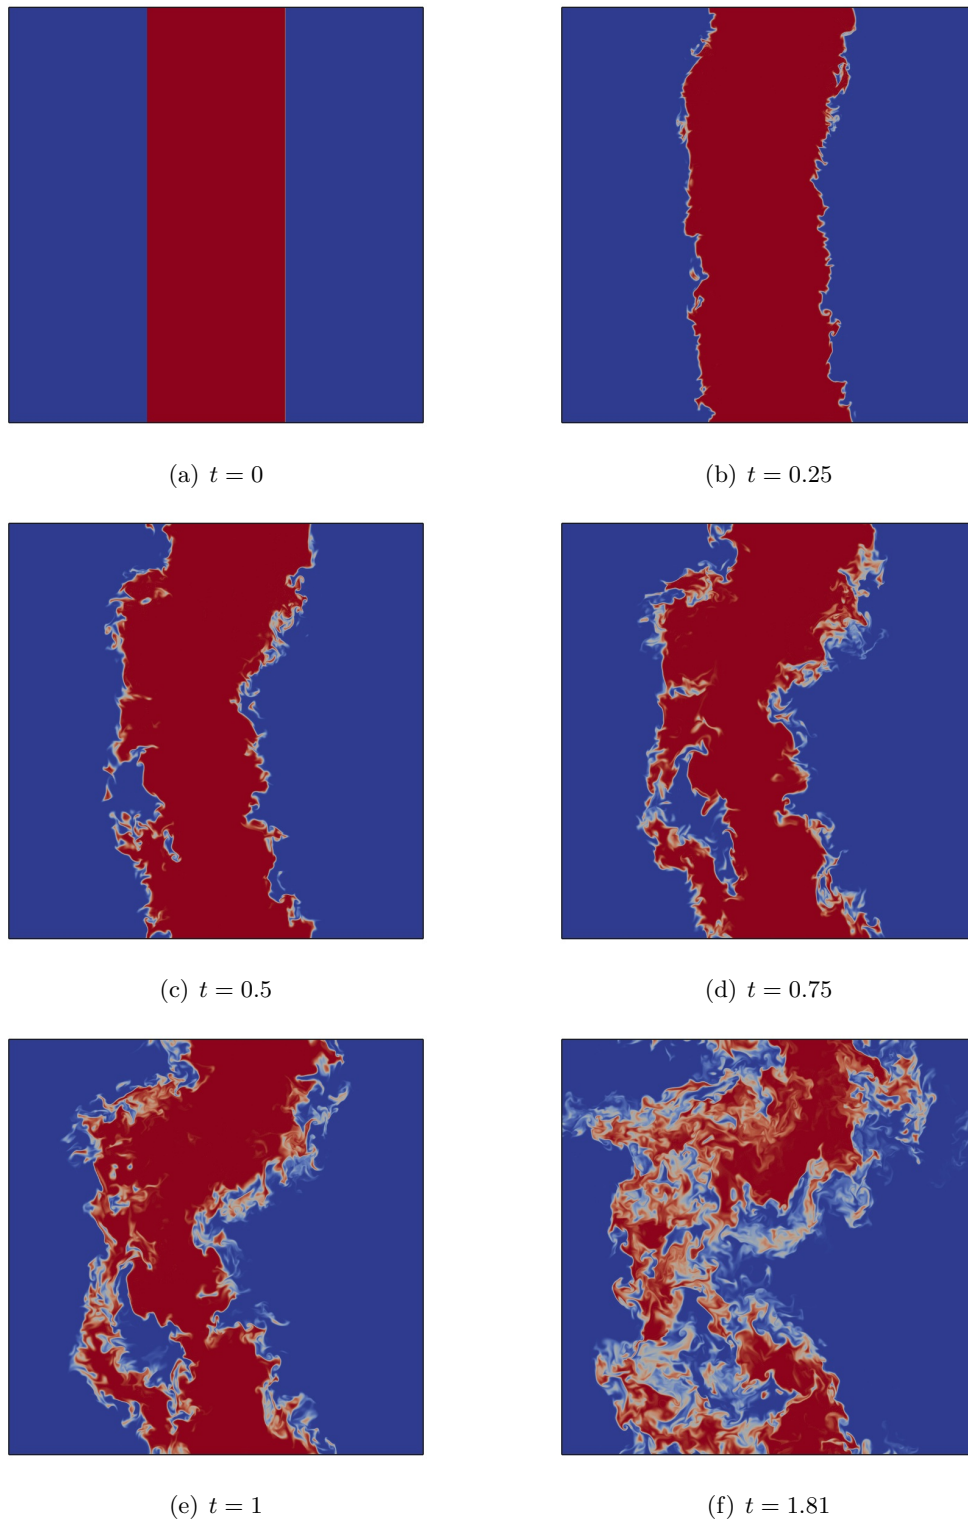 (a) t = 0
(b) t = 0.25
(c) t = 0.5
(d) t = 0.75
(e) t = 1
(f) t = 1.81